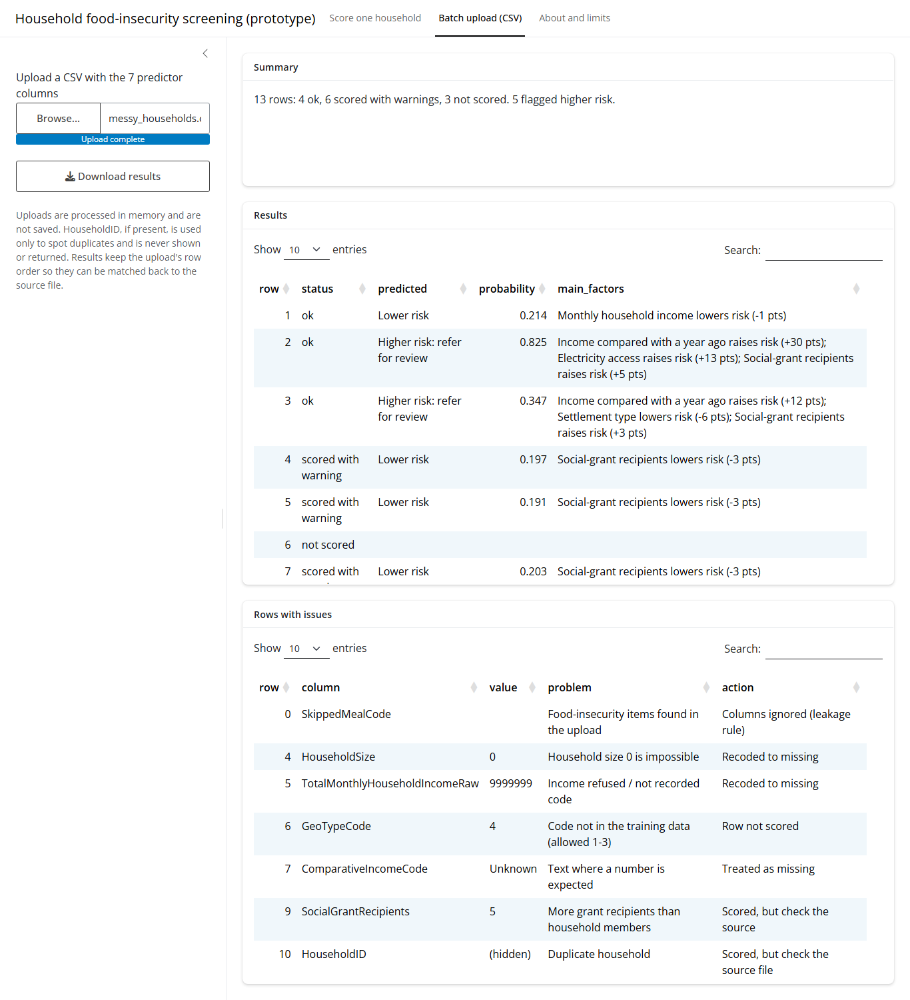 Household food-insecurity screening (prototype)
Score one household
Batch upload (CSV)
About and limits
Upload a CSV with the 7 predictor
columns
Browse...
messy_households.c
Upload complete
Download results
Uploads are processed in memory and are
not saved. HouseholdID, if present, is used
only to spot duplicates and is never shown
or returned. Results keep the upload's row
order so they can be matched back to the
source file.
Summary
13 rows: 4 ok, 6 scored with warnings, 3 not scored. 5 flagged higher risk.
Results
Show 10 entries
Search:
row status predicted probability main_factors
1 ok Lower risk 0.214 Monthly household income lowers risk (-1 pts)
2 ok Higher risk: refer 0.825 Income compared with a year ago raises risk (+30 pts);
for review Electricity access raises risk (+13 pts); Social-grant recipients
raises risk (+5 pts)
3 ok Higher risk: refer 0.347 Income compared with a year ago raises risk (+12 pts);
for review Settlement type lowers risk (-6 pts); Social-grant recipients
raises risk (+3 pts)
4 scored with Lower risk 0.197 Social-grant recipients lowers risk (-3 pts)
warning
5 scored with Lower risk 0.191 Social-grant recipients lowers risk (-3 pts)
warning
6 not scored
7 scored with Lower risk 0.203 Social-grant recipients lowers risk (-3 pts)
Rows with issues
Show 10 entries
Search:
row column value problem action
0 SkippedMealCode Food-insecurity items found in Columns ignored (leakage
the upload rule)
4 HouseholdSize 0 Household size 0 is impossible Recoded to missing
5 TotalMonthlyHouseholdIncomeRaw 9999999 Income refused / not recorded Recoded to missing
code
6 GeoTypeCode 4 Code not in the training data Row not scored
(allowed 1-3)
7 ComparativeIncomeCode Unknown Text where a number is Treated as missing
expected
9 SocialGrantRecipients 5 More grant recipients than Scored, but check the
household members source
10 HouseholdID (hidden) Duplicate household Scored, but check the
source file